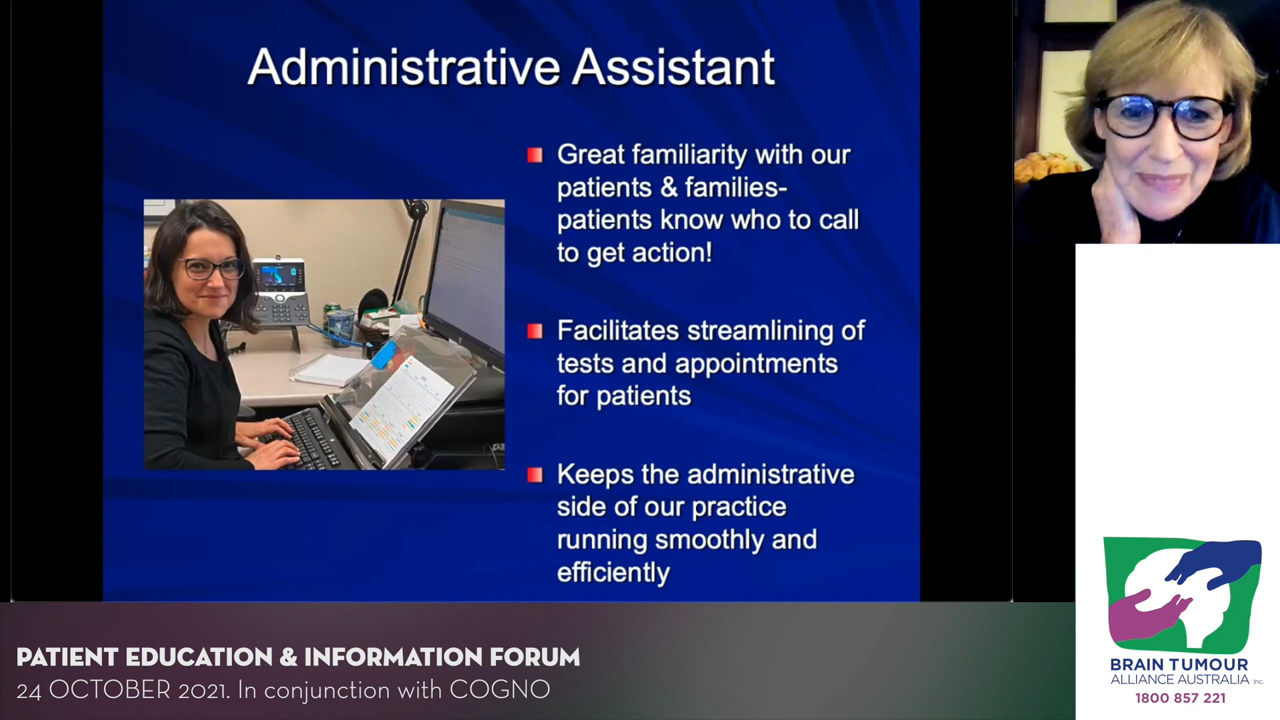 Administrative Assistant
Great familiarity with our
patients & families-
patients know who to call
to get action!
Facilitates streamlining of
tests and appointments
for patients
Keeps the administrative
side of our practice
running smoothly and
efficiently
PATIENT EDUCATION & INFORMATION FORUM
24 OCTOBER 2021. In conjunction with COGNO
BRAIN TUMOUR
ALLIANCE AUSTRALIA Inc.
1800 857 221